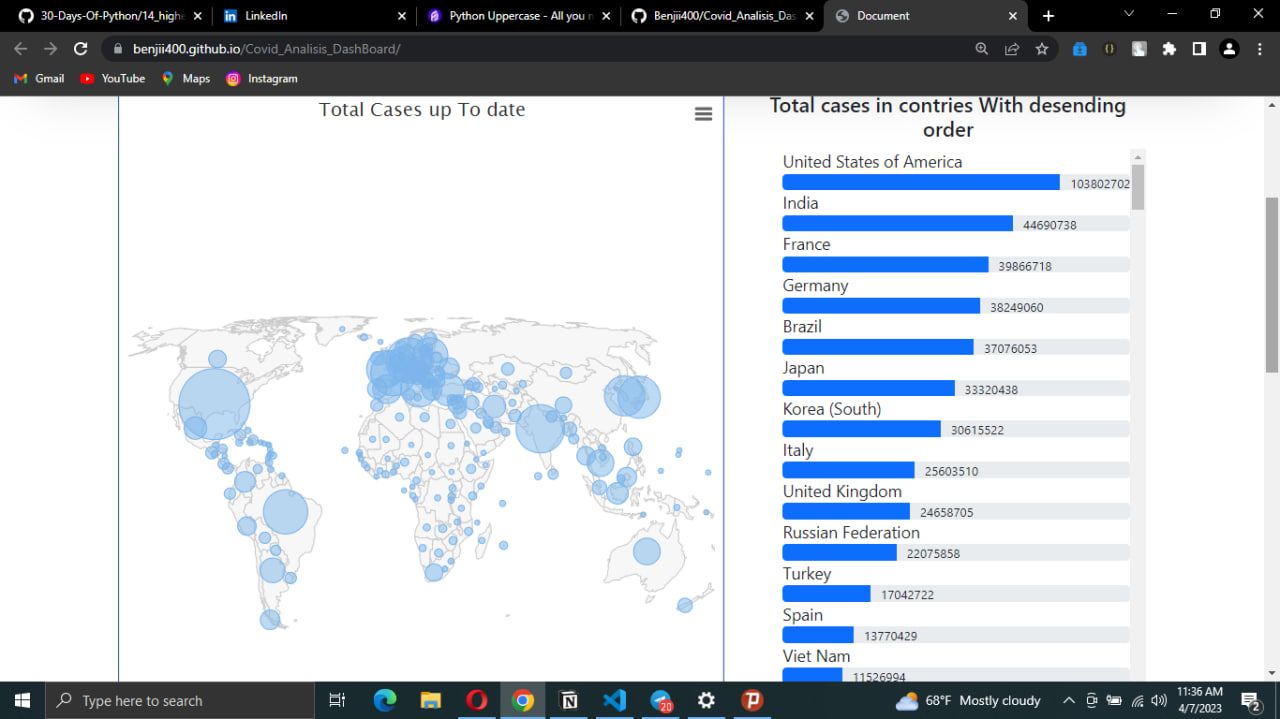 30-Days-Of-Python/14_highe
LinkedIn
Python Uppercase - All you n
Benjii400/Covid_Analisis_Das
Document
benjii400.github.io/Covid_Analisis_DashBoard/
Gmail
YouTube
Maps
Instagram
Total Cases up To date
Total cases in contries With desending
order
United States of America
103802702
India
44690738
France
39866718
Germany
38249060
Brazil
37076053
Japan
33320438
Korea (South)
30615522
Italy
25603510
United Kingdom
24658705
Russian Federation
22075858
Turkey
17042722
Spain
13770429
Viet Nam
11526994
Type here to search
20
68°F Mostly cloudy
11:36 AM
4/7/2023
2